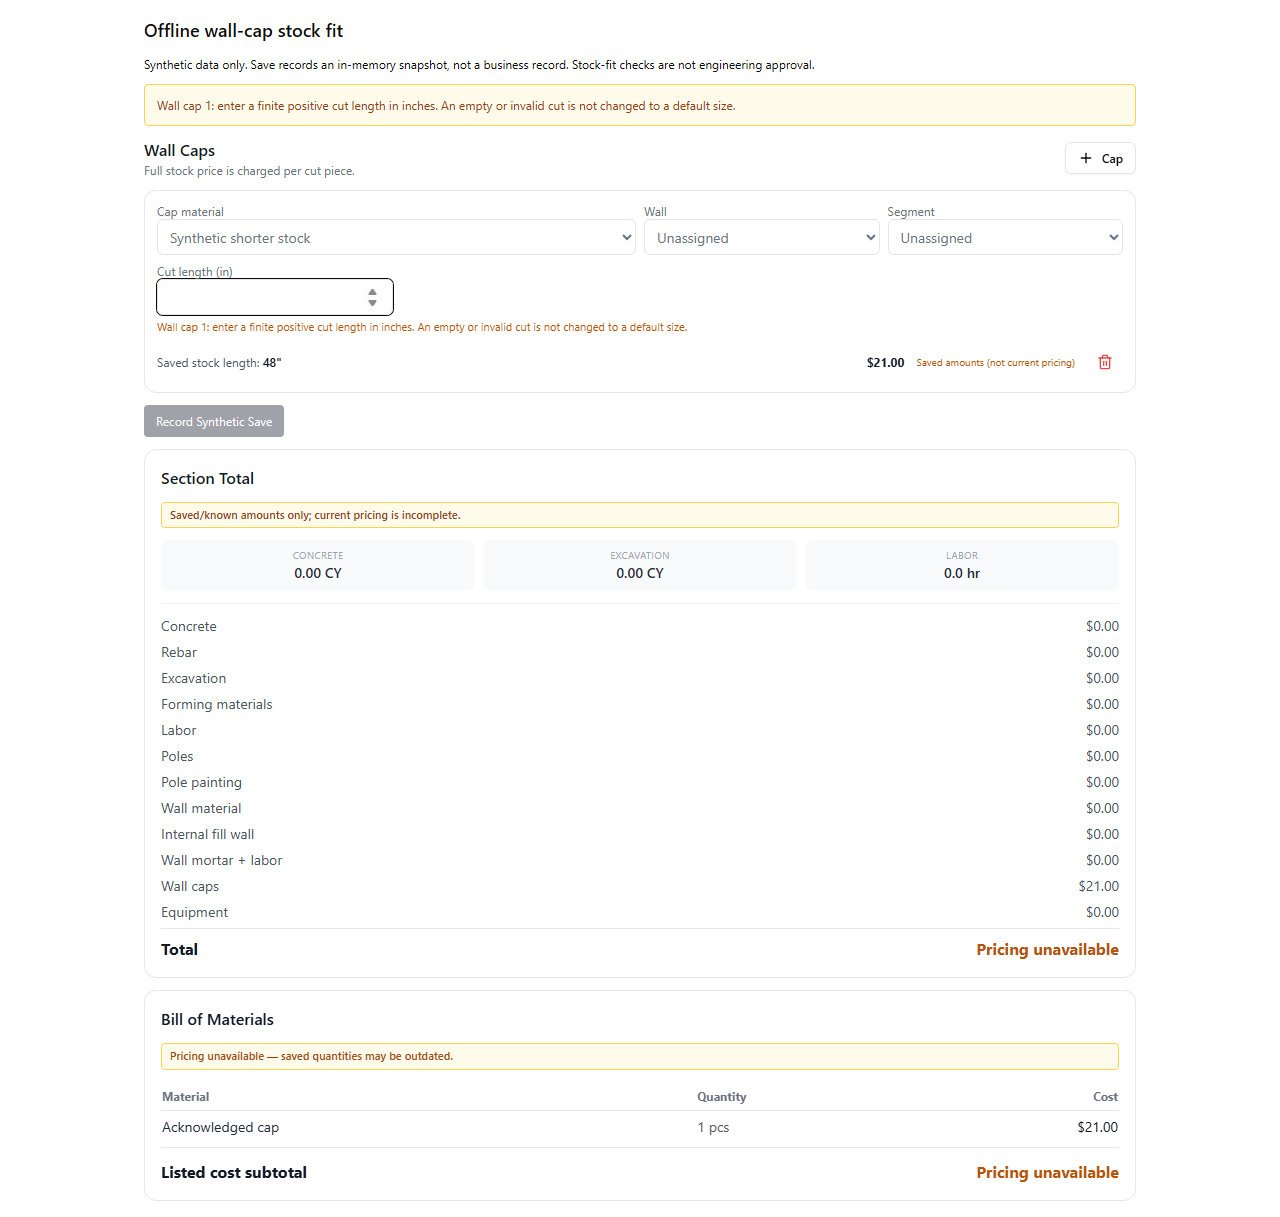 Offline wall-cap stock fit
Synthetic data only. Save records an in-memory snapshot, not a business record. Stock-fit checks are not engineering approval.
Wall cap 1: enter a finite positive cut length in inches. An empty or invalid cut is not changed to a default size.
Wall Caps
Full stock price is charged per cut piece.
+ Cap
Cap material
Wall
Segment
Synthetic shorter stock
Unassigned
Unassigned
Cut length (in)
Wall cap 1: enter a finite positive cut length in inches. An empty or invalid cut is not changed to a default size.
Saved stock length: 48"
$21.00 Saved amounts (not current pricing)
Record Synthetic Save
Section Total
Saved/known amounts only; current pricing is incomplete.
CONCRETE
0.00 CY
EXCAVATION
0.00 CY
LABOR
0.0 hr
Concrete $0.00
Rebar $0.00
Excavation $0.00
Forming materials $0.00
Labor $0.00
Poles $0.00
Pole painting $0.00
Wall material $0.00
Internal fill wall $0.00
Wall mortar + labor $0.00
Wall caps $21.00
Equipment $0.00
Total Pricing unavailable
Bill of Materials
Pricing unavailable — saved quantities may be outdated.
Material Quantity Cost
Acknowledged cap 1 pcs $21.00
Listed cost subtotal Pricing unavailable